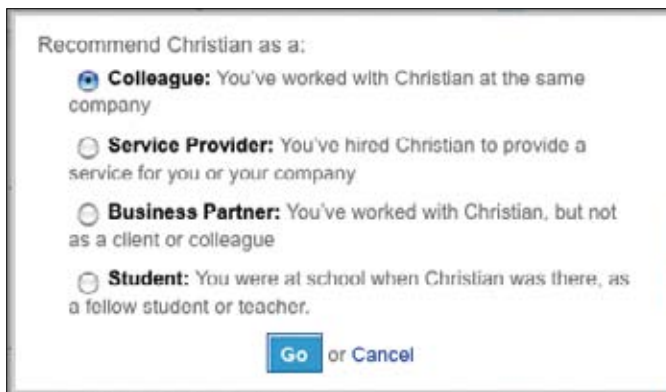 Recommend Christian as a:
Colleague: You've worked with Christian at the same
company
Service Provider: You've hired Christian to provide a
service for you or your company
Business Partner: You've worked with Christian, but not
as a client or colleague
Student: You were at school when Christian was there, as
a fellow student or teacher.
Go or Cancel